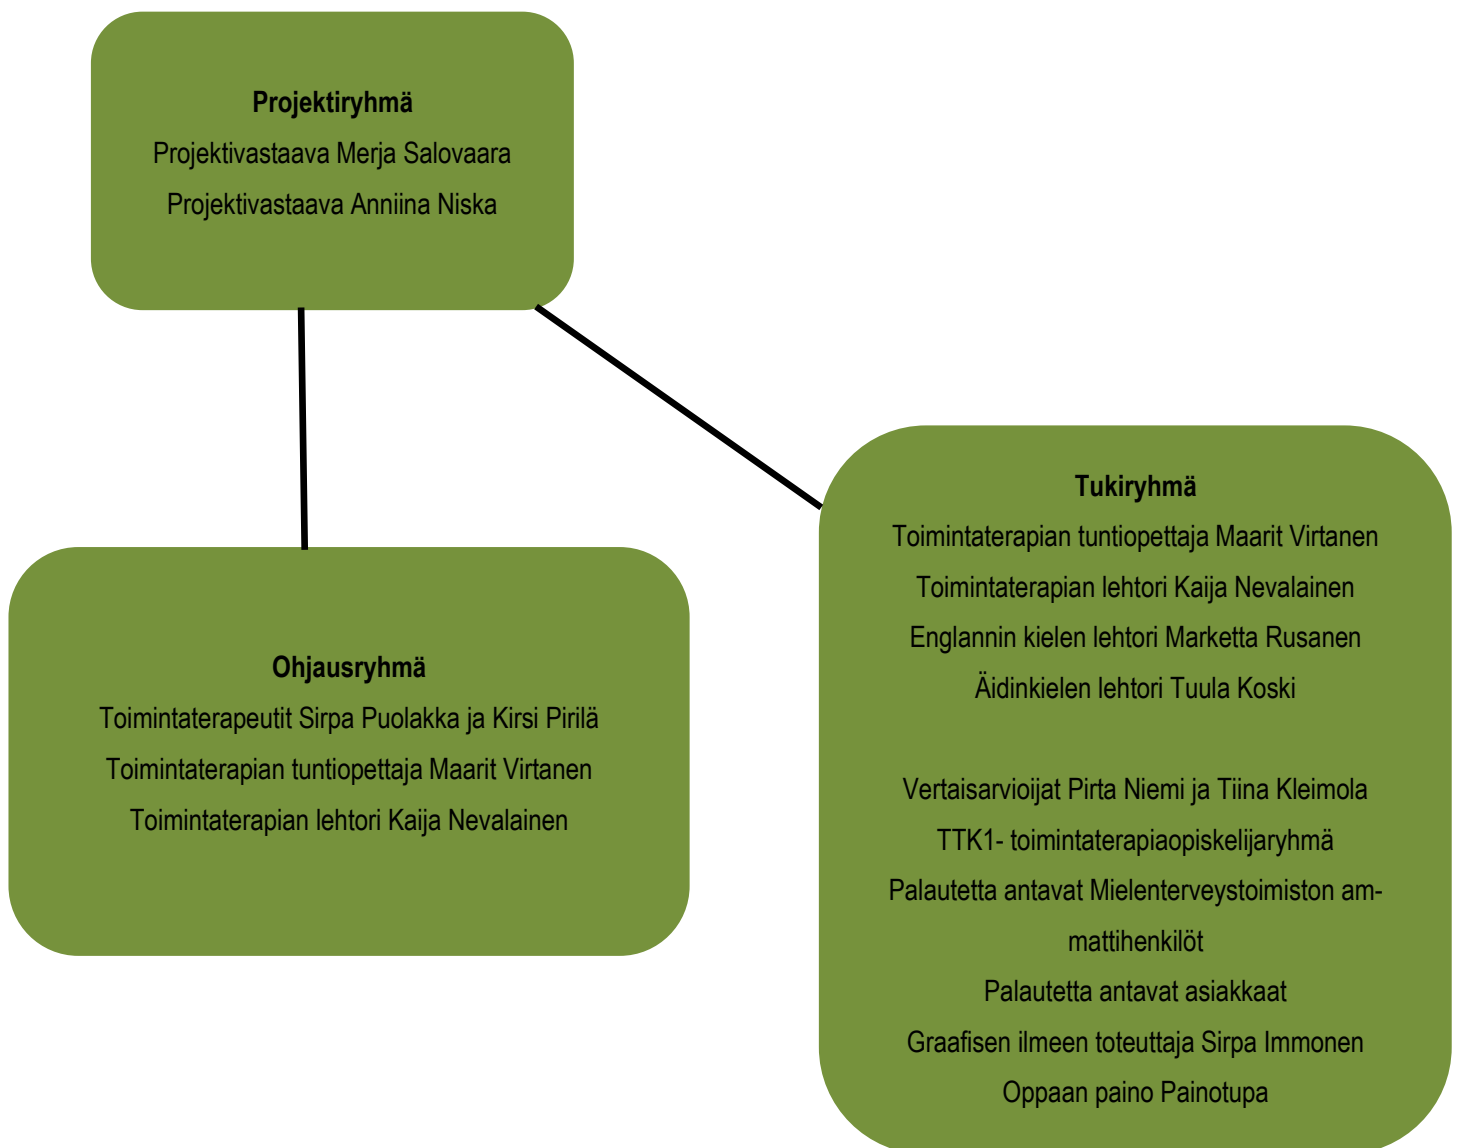 Projektiryhmä
Projektivastaava Merja Salovaara
Projektivastaava Anniina Niska
Ohjausryhmä
Toimintaterapeutit Sirpa Puolakka ja Kirsi Pirilä
Toimintaterapian tuntiopettaja Maarit Virtanen
Toimintaterapian lehtori Kaija Nevalainen
Tukiryhmä
Toimintaterapian tuntiopettaja Maarit Virtanen
Toimintaterapian lehtori Kaija Nevalainen
Englannin kielen lehtori Marketta Rusanen
Äidinkielen lehtori Tuula Koski
Vertaisarvioijat Pirta Niemi ja Tiina Kleimola
TTK1- toimintaterapiaopiskelijaryhmä
Palautetta antavat Mielenterveystoimiston am-
mattihenkilöt
Palautetta antavat asiakkaat
Graafisen ilmeen toteuttaja Sirpa Immonen
Oppaan paino Painotupa